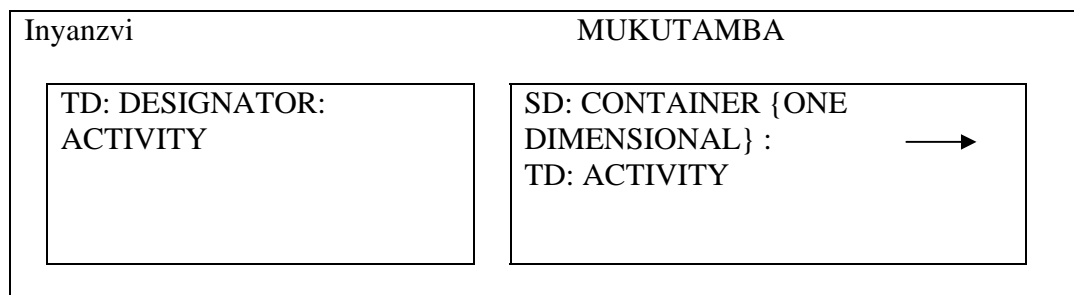 Inyanzvi MUKUTAMBA
TD: DESIGNATOR:
ACTIVITY
SD: CONTAINER {ONE
DIMENSIONAL} :
TD: ACTIVITY